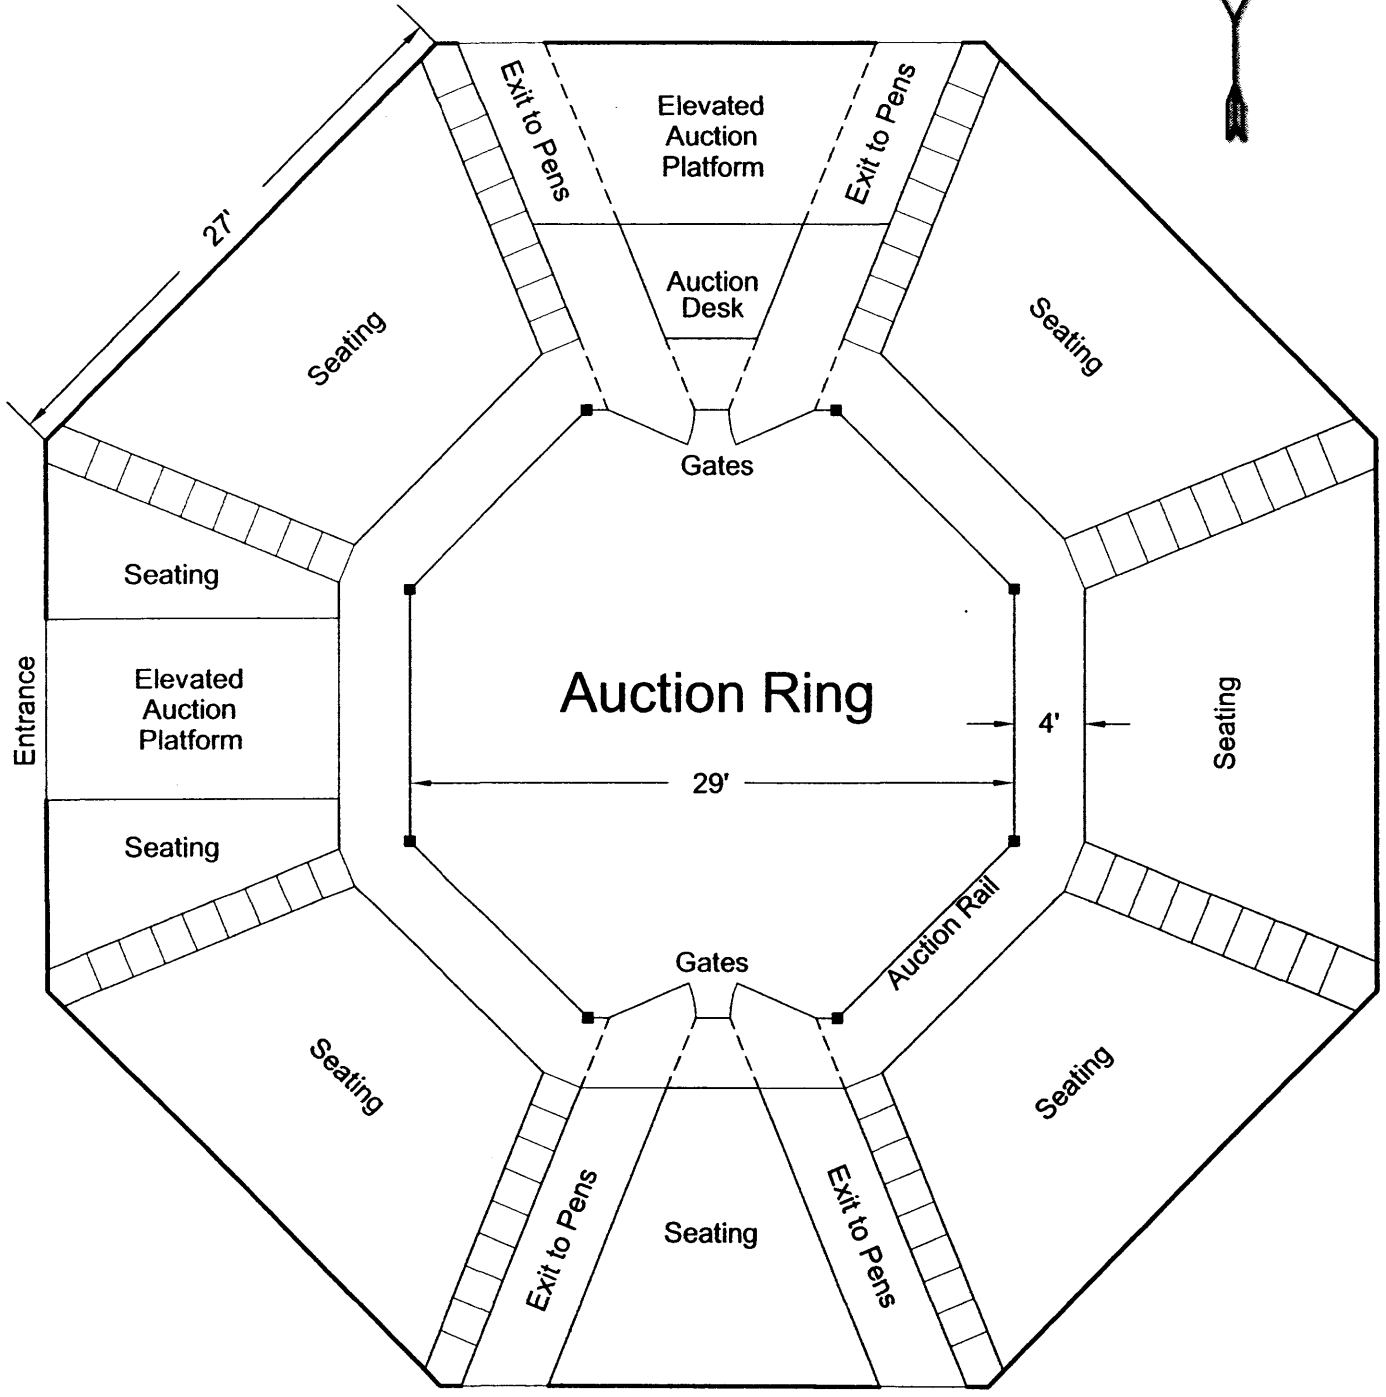 Exit to Pens
Elevated
Auction
Platform
Exit to Pens
27'
Auction
Desk
Seating
Seating
Gates
Seating
Entrance
Elevated
Auction
Platform
Auction Ring
4'
Seating
29'
Seating
Auction Rail
Gates
Seating
Seating
Exit to Pens
Seating
Exit to Pens